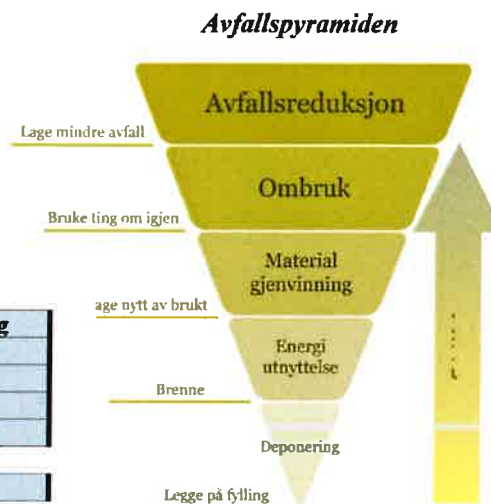 Avfallspyramiden
Avfallsreduksjon
Lage mindre avfall
Ombruk
Bruke ting om igjen
Material
gjenvinning
age nytt av brukt
Energi
utnyttelse
Brenne
Deponering
Legge på fylling
g